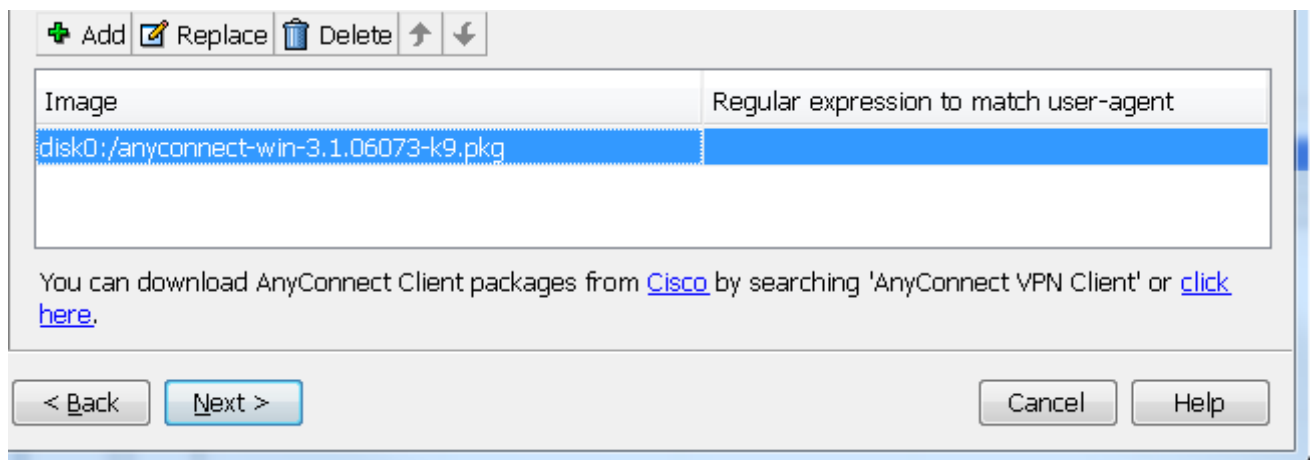 Add Replace Delete
Image Regular expression to match user-agent
disk0:/anyconnect-win-3.1.06073-k9.pkg
You can download AnyConnect Client packages from Cisco by searching 'AnyConnect VPN Client' or click
here.
< Back Next > Cancel Help